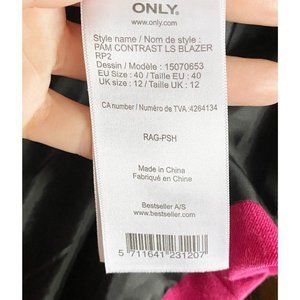 ONLY.
www.only.com
Style name / Nom de style :
PAM CONTRAST LS BLAZER
RP2
Dessin / Modèle : 15070653
EU Size : 40 / Taille EU : 40
UK size : 12 / Taille UK : 12
CA number / Numéro de TVA :4264134
RAG-PSH
Made in China
Fabriqué en Chine
Bestseller A/S
www.bestseller.com
5 711641 231207